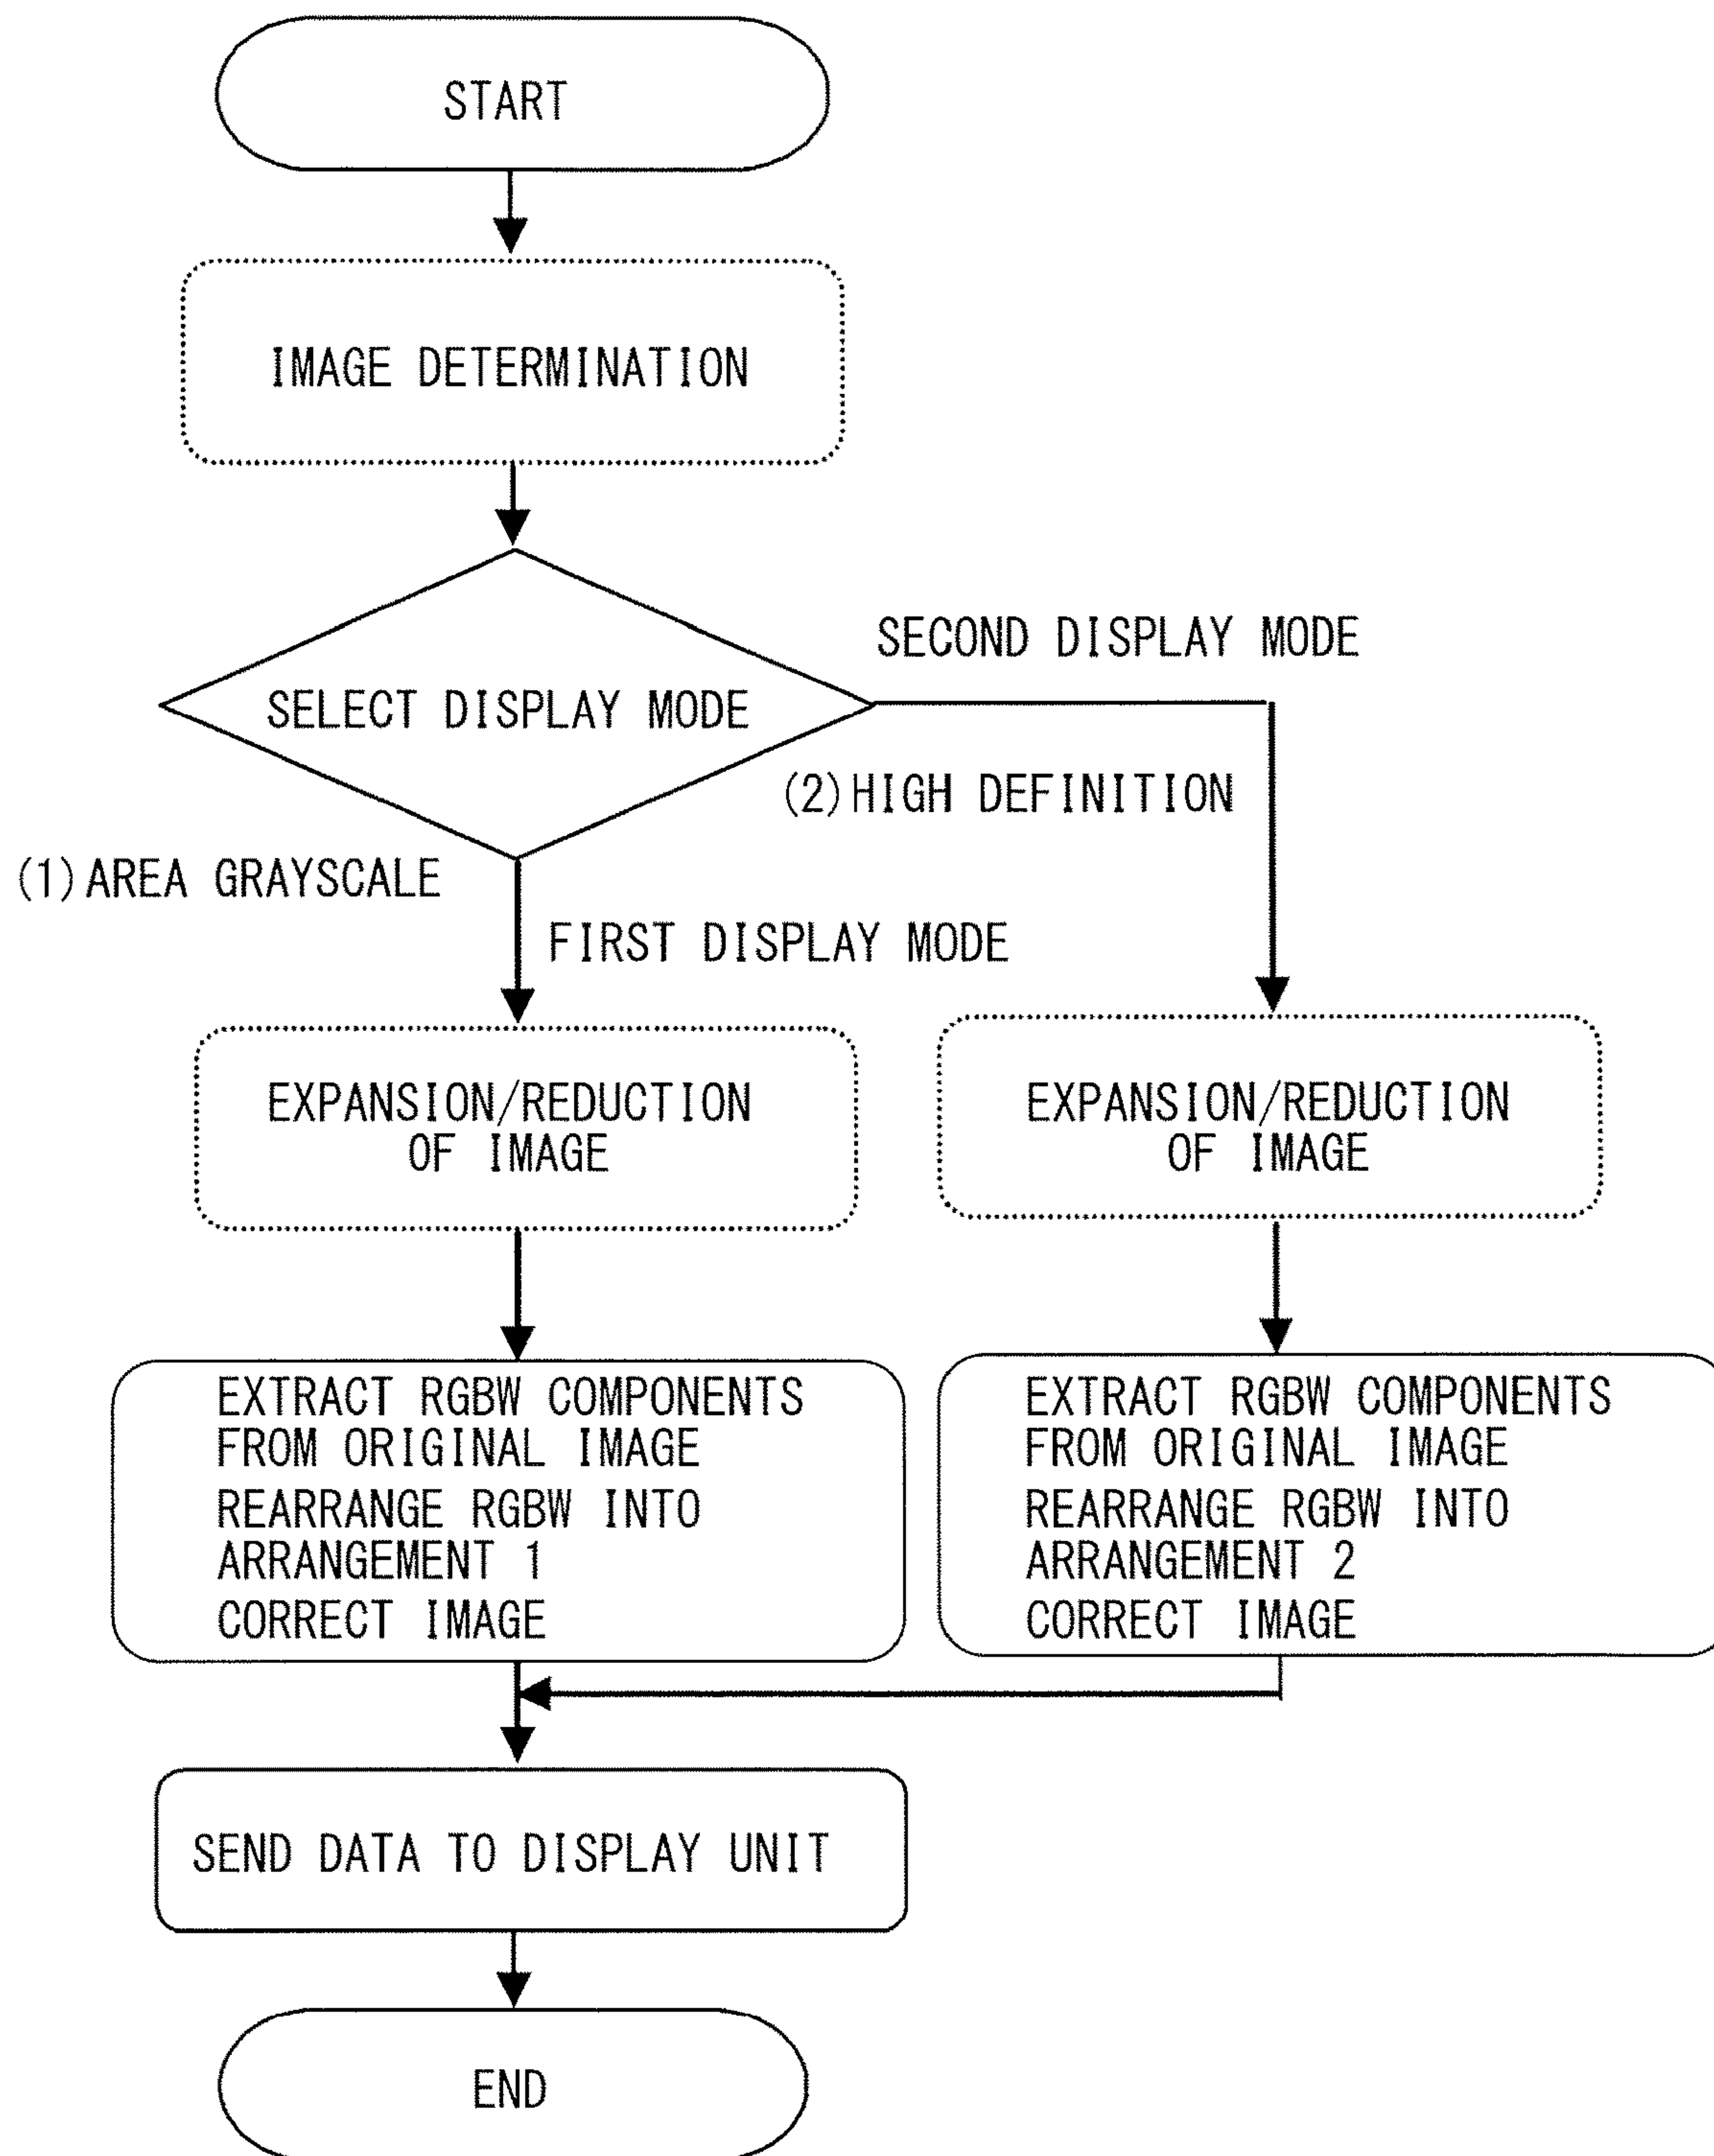 START
IMAGE DETERMINATION
SECOND DISPLAY MODE
SELECT DISPLAY MODE
(2)HIGH DEFINITION
(1)AREA GRAYSCALE
FIRST DISPLAY MODE
EXPANSION/REDUCTION
OF IMAGE
EXPANSION/REDUCTION
OF IMAGE
EXTRACT RGBW COMPONENTS
FROM ORIGINAL IMAGE
REARRANGE RGBW INTO
ARRANGEMENT 1
CORRECT IMAGE
EXTRACT RGBW COMPONENTS
FROM ORIGINAL IMAGE
REARRANGE RGBW INTO
ARRANGEMENT 2
CORRECT IMAGE
SEND DATA TO DISPLAY UNIT
END